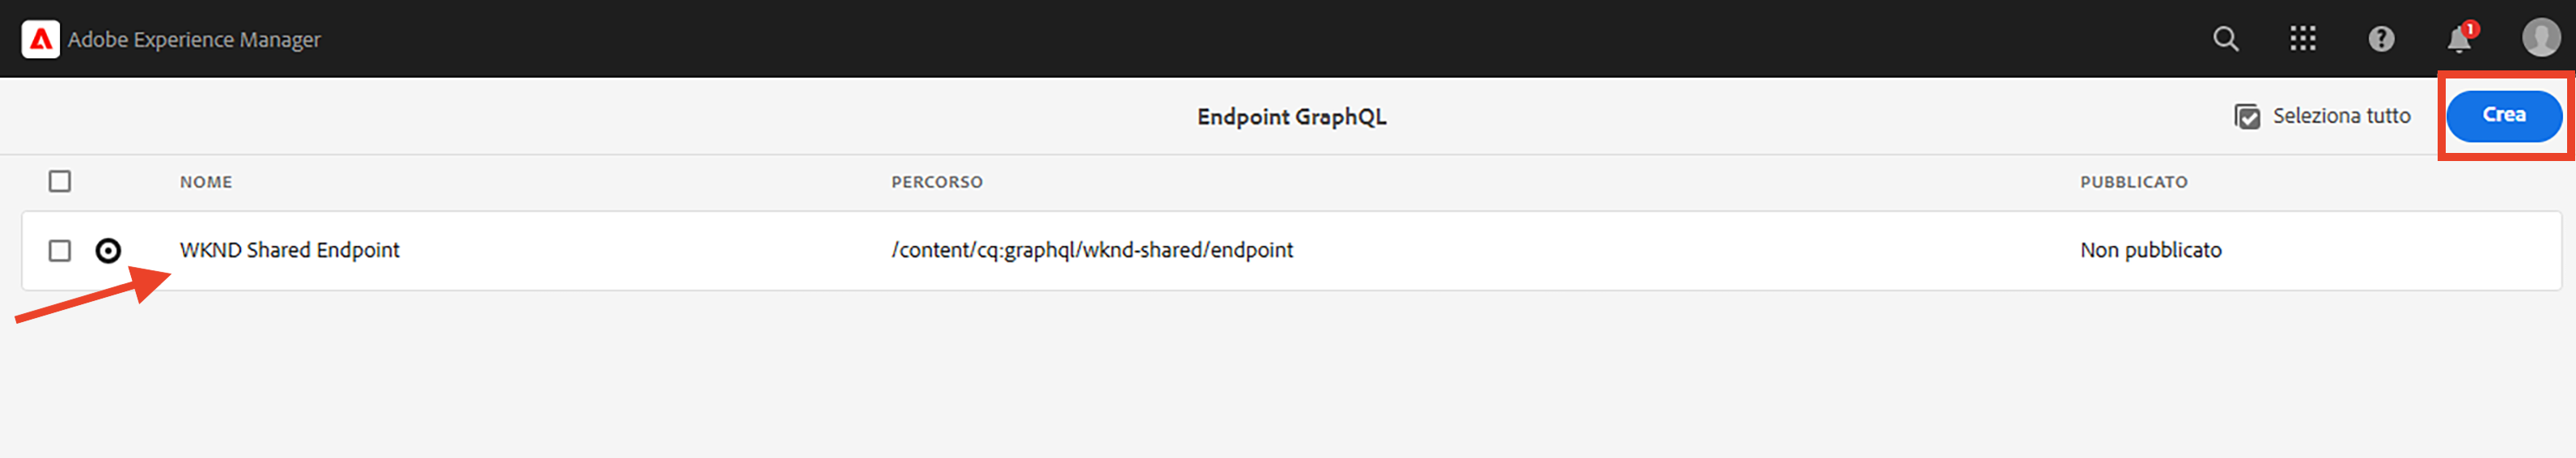 Adobe Experience Manager
1
Endpoint GraphQL
Seleziona tutto
Crea
NOME PERCORSO PUBBLICATO
WKND Shared Endpoint /content/cq:graphql/wknd-shared/endpoint Non pubblicato